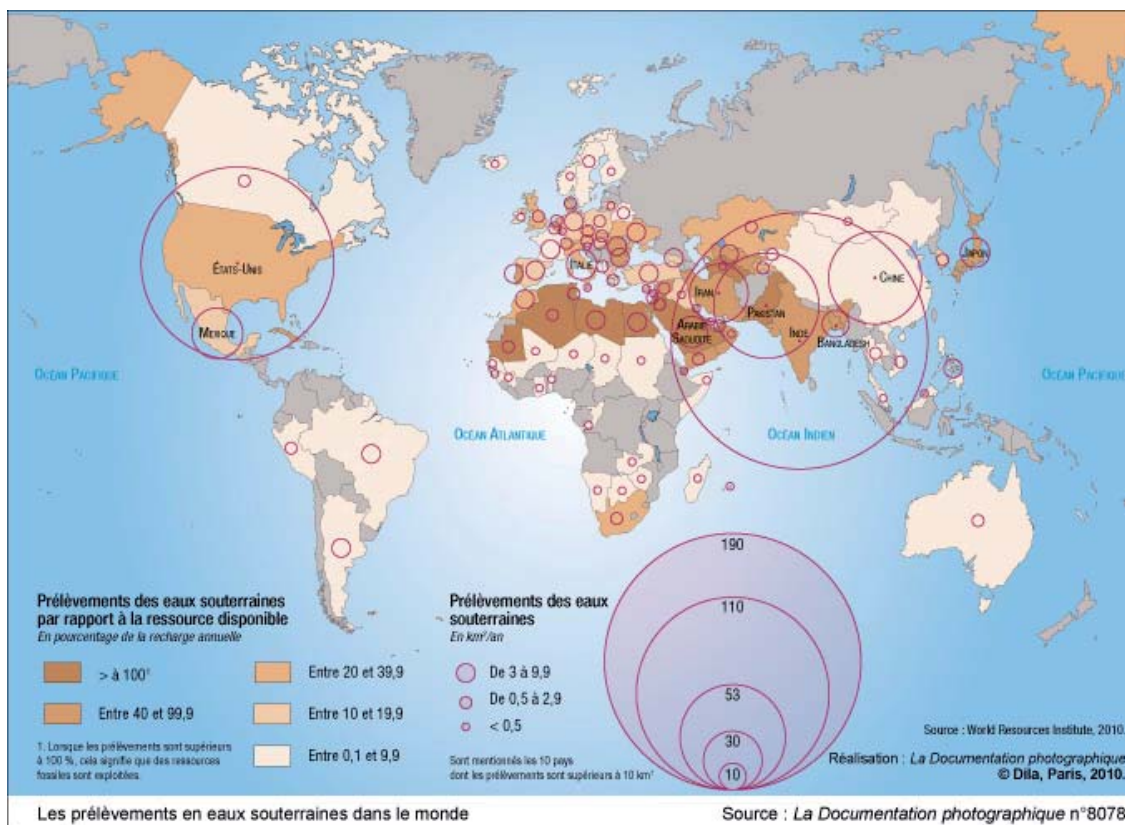 ÉTATS-UNIS
MEXIQUE
OCÉAN PACIFIQUE
OCÉAN ATLANTIQUE
ITALIE
IRAN
ARABIE
SAOUDITE
PAKISTAN
INDE
BANGLADESH
CHINE
JAPON
OCÉAN INDIEN
OCÉAN PACIFIQUE
Prélèvements des eaux souterraines
par rapport à la ressource disponible
En pourcentage de la recharge annuelle
> à 100¹
Entre 40 et 99,9
Entre 20 et 39,9
Entre 10 et 19,9
Entre 0,1 et 9,9
1. Lorsque les prélèvements sont supérieurs
à 100 %, cela signifie que des ressources
fossiles sont exploitées.
Prélèvements des eaux
souterraines
En km³/an
De 3 à 9,9
De 0,5 à 2,9
< 0,5
Sont mentionnés les 10 pays
dont les prélèvements sont supérieurs à 10 km³
190
110
53
30
10
Source : World Resources Institute, 2010.
Réalisation : La Documentation photographique
© Dila, Paris, 2010.
Les prélèvements en eaux souterraines dans le monde
Source : La Documentation photographique n°8078